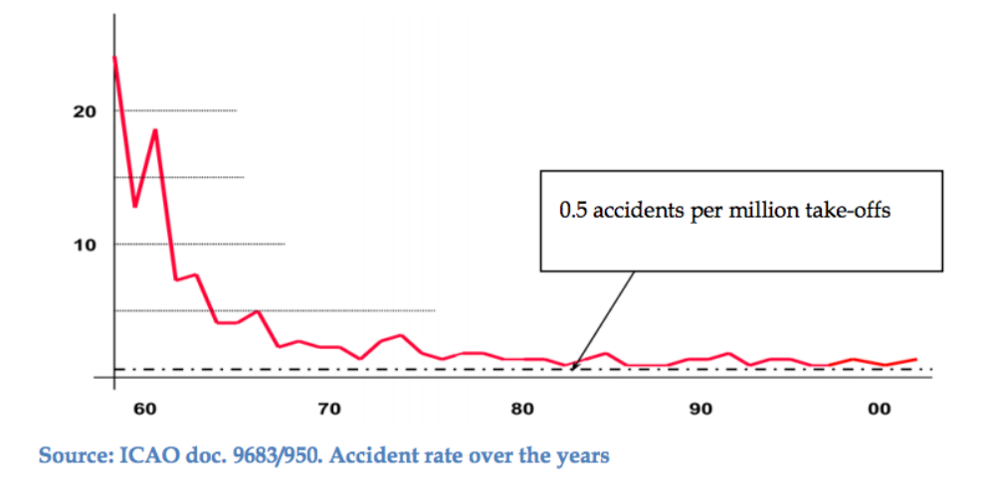 20
0.5 accidents per million take-offs
10
60 70 80 90 00
Source: ICAO doc. 9683/950. Accident rate over the years